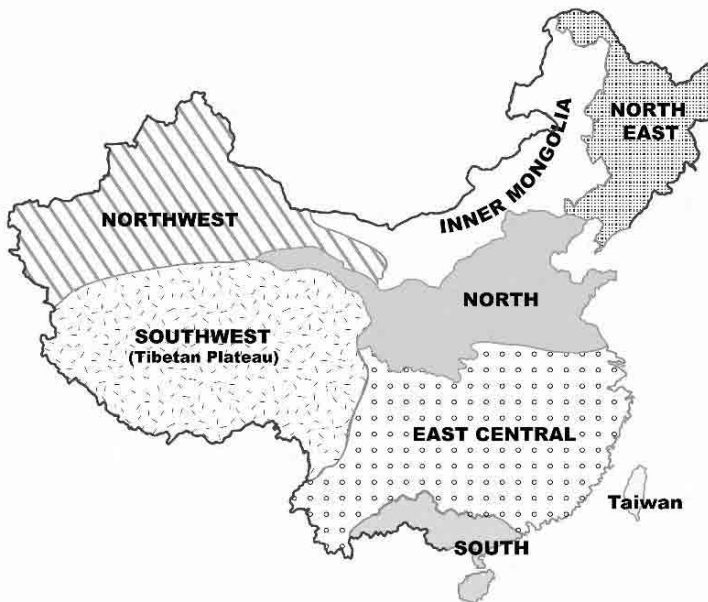 NORTH
EAST
INNER MONGOLIA
NORTHWEST
NORTH
SOUTHWEST
(Tibetan Plateau)
EAST CENTRAL
Taiwan
SOUTH